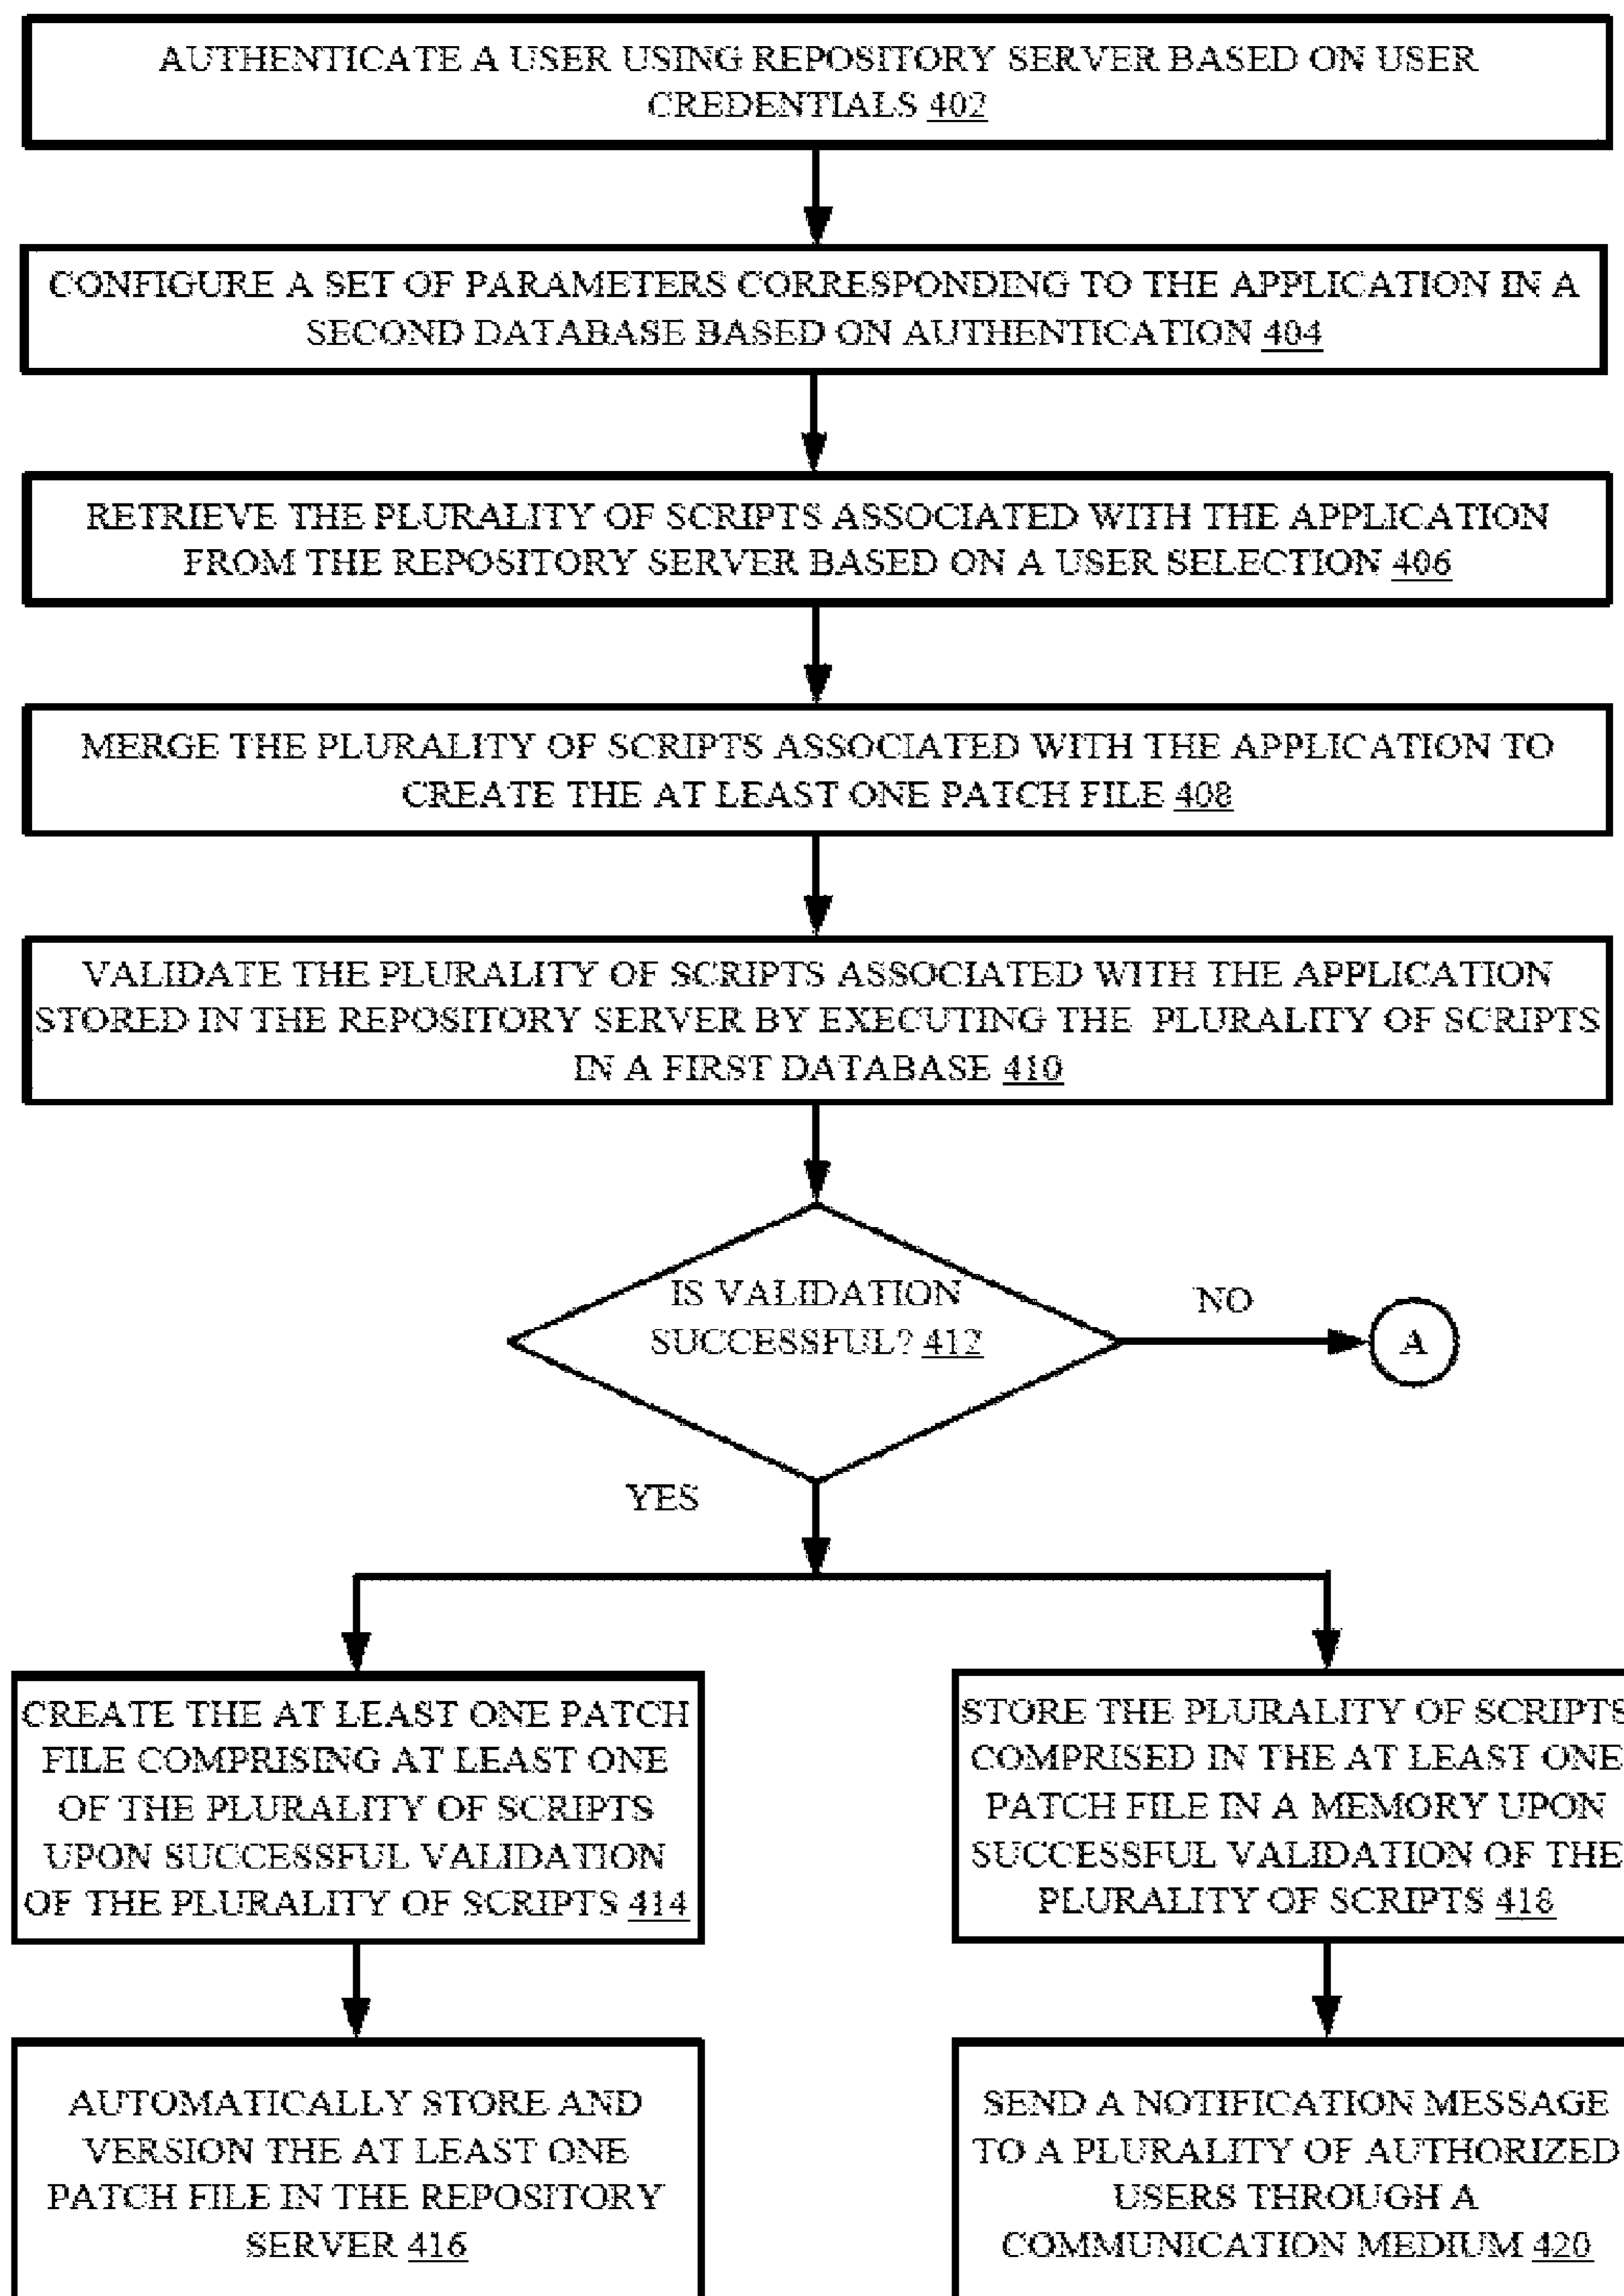 AUTHENTICATE A USER USING REPOSITORY SERVER BASED ON USER
CREDENTIALS 402
CONFIGURE A SET OF PARAMETERS CORRESPONDING TO THE APPLICATION IN A
SECOND DATABASE BASED ON AUTHENTICATION 404
RETRIEVE THE PLURALITY OF SCRIPTS ASSOCIATED WITH THE APPLICATION
FROM THE REPOSITORY SERVER BASED ON A USER SELECTION 406
MERGE THE PLURALITY OF SCRIPTS ASSOCIATED WITH THE APPLICATION TO
CREATE THE AT LEAST ONE PATCH FILE 408
VALIDATE THE PLURALITY OF SCRIPTS ASSOCIATED WITH THE APPLICATION
STORED IN THE REPOSITORY SERVER BY EXECUTING THE PLURALITY OF SCRIPTS
IN A FIRST DATABASE 410
IS VALIDATION
SUCCESSFUL? 412
NO
A
YES
CREATE THE AT LEAST ONE PATCH
FILE COMPRISING AT LEAST ONE
OF THE PLURALITY OF SCRIPTS
UPON SUCCESSFUL VALIDATION
OF THE PLURALITY OF SCRIPTS 414
STORE THE PLURALITY OF SCRIPTS
COMPRISED IN THE AT LEAST ONE
PATCH FILE IN A MEMORY UPON
SUCCESSFUL VALIDATION OF THE
PLURALITY OF SCRIPTS 418
AUTOMATICALLY STORE AND
VERSION THE AT LEAST ONE
PATCH FILE IN THE REPOSITORY
SERVER 416
SEND A NOTIFICATION MESSAGE
TO A PLURALITY OF AUTHORIZED
USERS THROUGH A
COMMUNICATION MEDIUM 420